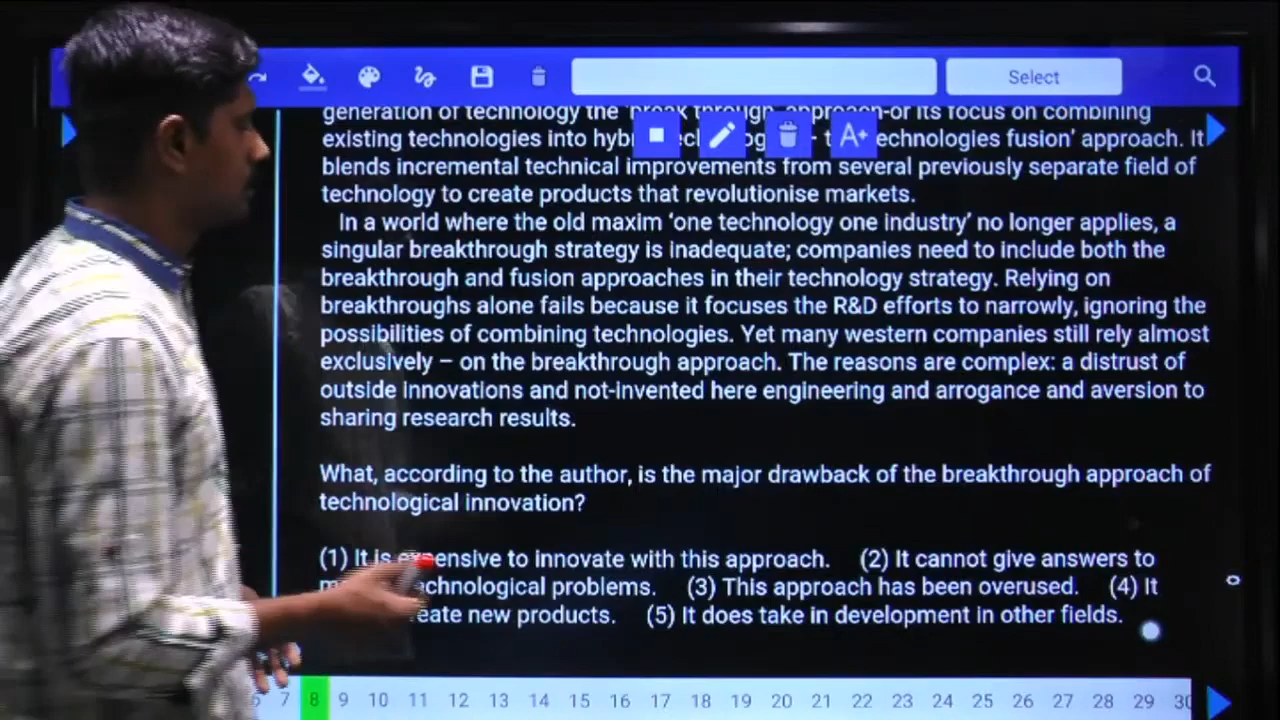 Select
generation of technology the 'break through, approach-or its focus on combining
existing technologies into - technologies fusion' approach. It
A+
blends incremental technical improvements from several previously separate field of
technology to create products that revolutionise markets.
In a world where the old maxim ‘one technology one industry’ no longer applies, a
singular breakthrough strategy is inadequate; companies need to include both the
breakthrough and fusion approaches in their technology strategy. Relying on
breakthroughs alone fails because it focuses the R&D efforts to narrowly, ignoring the
possibilities of combining technologies. Yet many western companies still rely almost
exclusively – on the breakthrough approach. The reasons are complex: a distrust of
outside innovations and not-invented here engineering and arrogance and aversion to
sharing research results.
What, according to the author, is the major drawback of the breakthrough approach of
technological innovation?
(1) It is expensive to innovate with this approach. (2) It cannot give answers to
technological problems. (3) This approach has been overused. (4) It
create new products. (5) It does take in development in other fields.
7 8 9 10 11 12 13 14 15 16 17 18 19 20 21 22 23 24 25 26 27 28 29 30